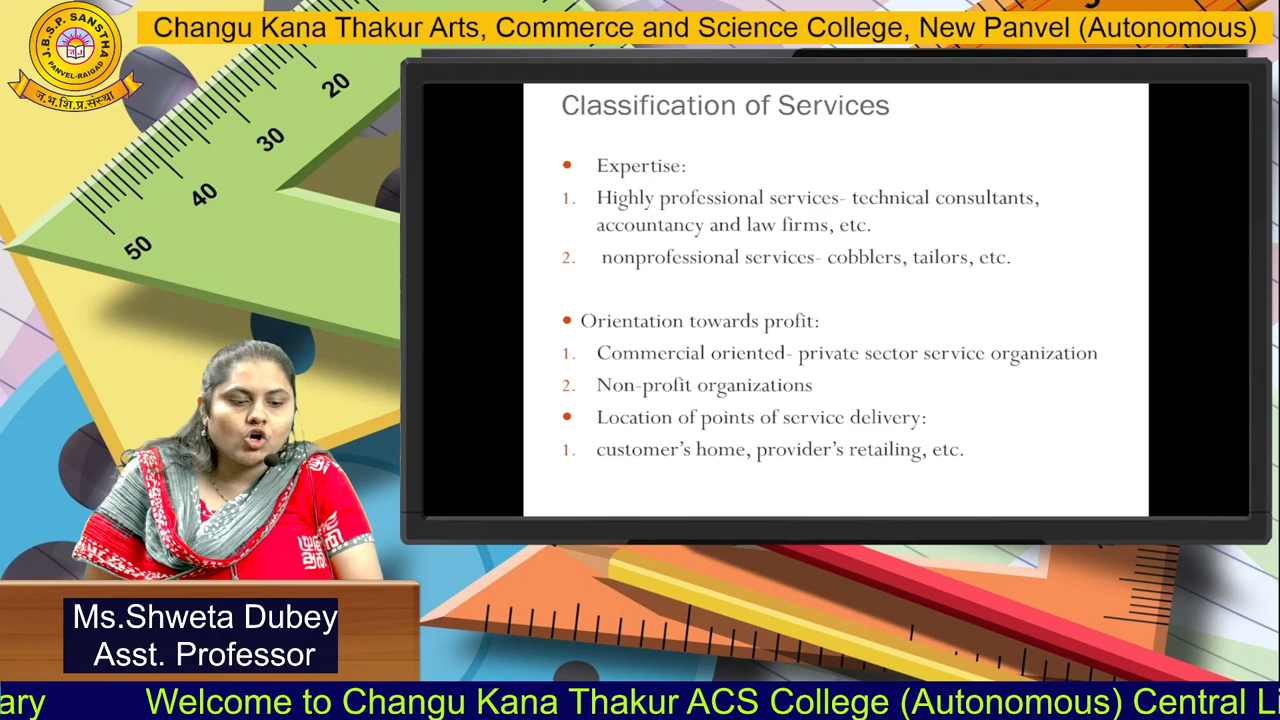 Changu Kana Thakur Arts, Commerce and Science College, New Panvel (Autonomous)
J.B.S.P. SANSTHA
PANVEL-RAIGAD
ज.भ.शि.प्र.संस्था
20
30
40
50
Classification of Services
• Expertise:
1. Highly professional services- technical consultants,
accountancy and law firms, etc.
2. nonprofessional services- cobblers, tailors, etc.
• Orientation towards profit:
1. Commercial oriented- private sector service organization
2. Non-profit organizations
• Location of points of service delivery:
1. customer's home, provider's retailing, etc.
Ms.Shweta Dubey
Asst. Professor
ary Welcome to Changu Kana Thakur ACS College (Autonomous) Central Li